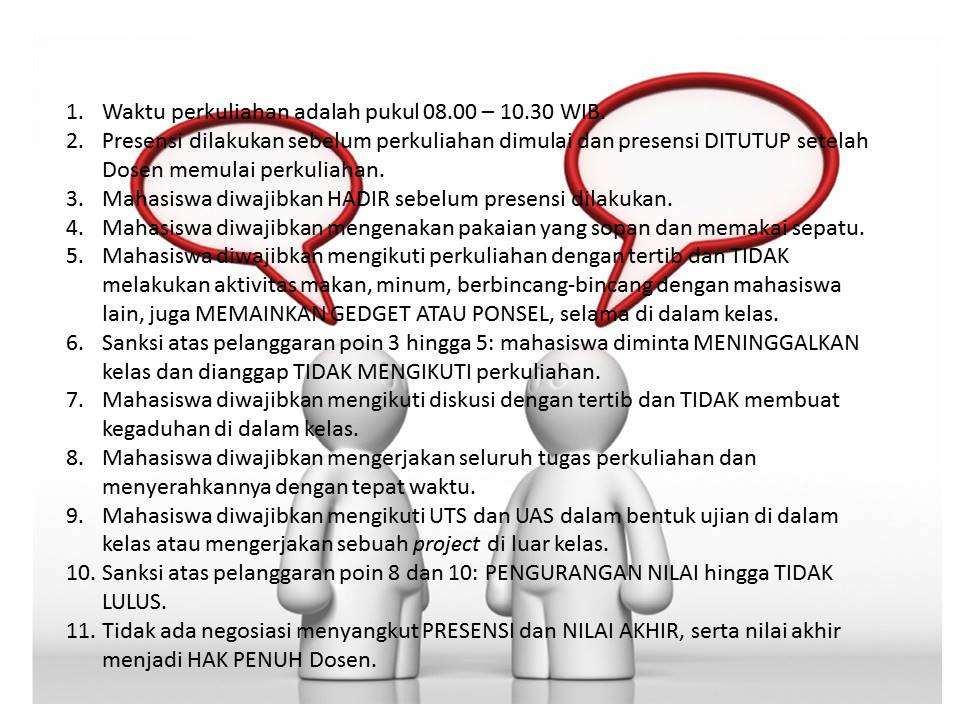 1. Waktu perkuliahan adalah pukul 08.00 – 10.30 WIB.
2. Presensi dilakukan sebelum perkuliahan dimulai dan presensi DITUTUP setelah
Dosen memulai perkuliahan.
3. Mahasiswa diwajibkan HADIR sebelum presensi dilakukan.
4. Mahasiswa diwajibkan mengenakan pakaian yang sopan dan memakai sepatu.
5. Mahasiswa diwajibkan mengikuti perkuliahan dengan tertib dan TIDAK
melakukan aktivitas makan, minum, berbincang-bincang dengan mahasiswa
lain, juga MEMAINKAN GEDGET ATAU PONSEL, selama di dalam kelas.
6. Sanksi atas pelanggaran poin 3 hingga 5: mahasiswa diminta MENINGGALKAN
kelas dan dianggap TIDAK MENGIKUTI perkuliahan.
7. Mahasiswa diwajibkan mengikuti diskusi dengan tertib dan TIDAK membuat
kegaduhan di dalam kelas.
8. Mahasiswa diwajibkan mengerjakan seluruh tugas perkuliahan dan
menyerahkannya dengan tepat waktu.
9. Mahasiswa diwajibkan mengikuti UTS dan UAS dalam bentuk ujian di dalam
kelas atau mengerjakan sebuah project di luar kelas.
10. Sanksi atas pelanggaran poin 8 dan 10: PENGURANGAN NILAI hingga TIDAK
LULUS.
11. Tidak ada negosiasi menyangkut PRESENSI dan NILAI AKHIR, serta nilai akhir
menjadi HAK PENUH Dosen.